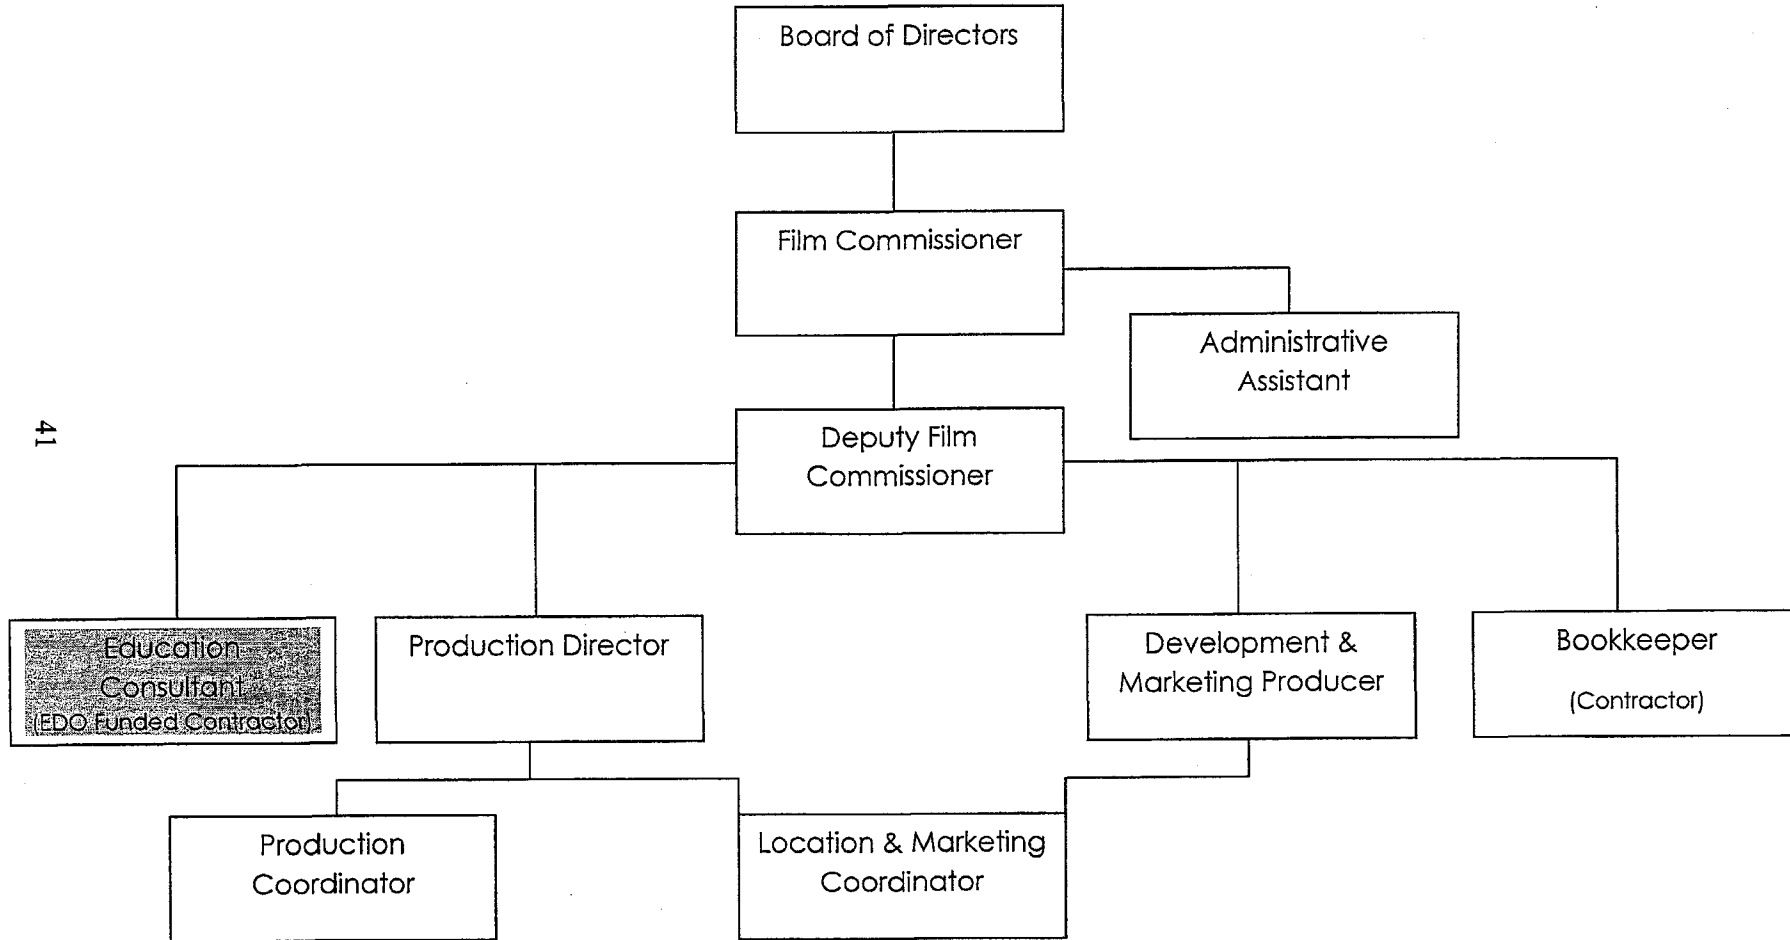 Board of Directors
Film Commissioner
Administrative
Assistant
41
Deputy Film
Commissioner
Education
Consultant
(EDO Funded Contractor)
Production Director
Development &
Marketing Producer
Bookkeeper
(Contractor)
Production
Coordinator
Location & Marketing
Coordinator